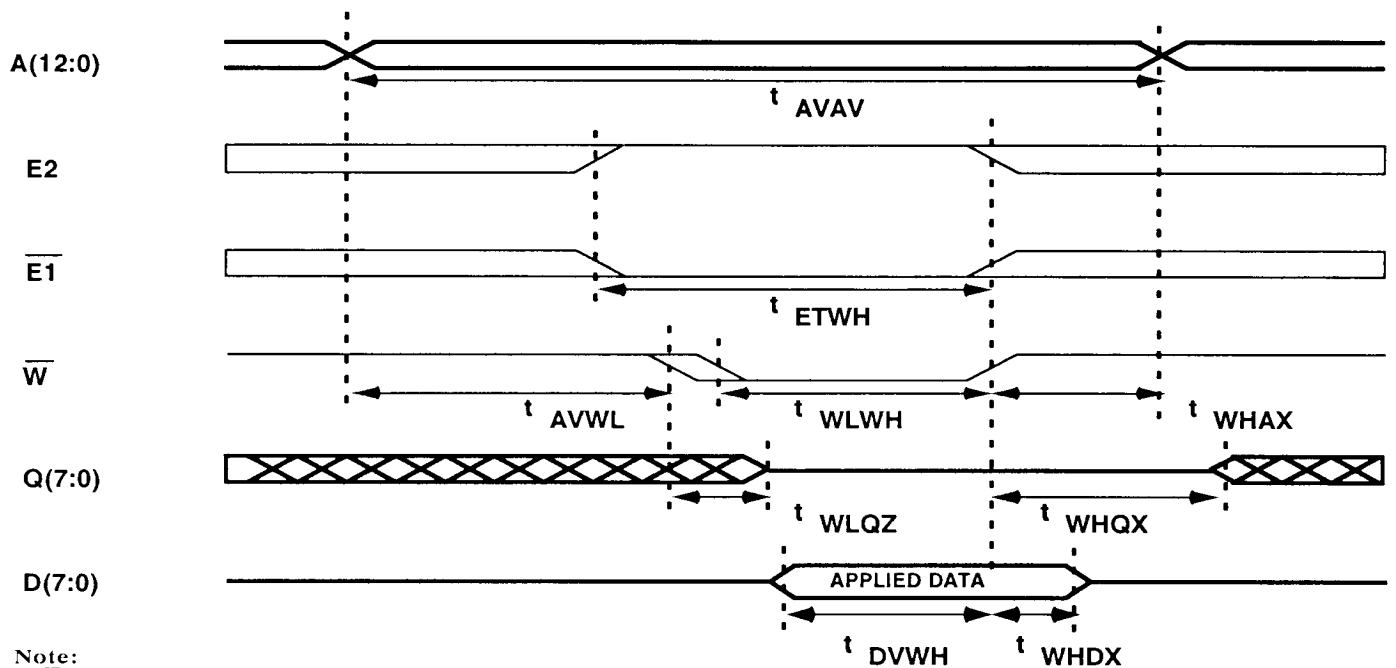 A(12:0)
t AVAV
E2
E1
t ETWH
W
t AVWL
t WLWH
t WHAX
Q(7:0)
t WLQZ
t WHQX
D(7:0)
APPLIED DATA
t DVWH
t WHDX
Note: